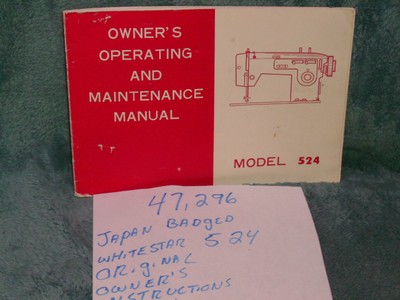 OWNER'S
OPERATING
AND
MAINTENANCE
MANUAL
MODEL 524
47,296
JAPAN BADGED
WHITESTAR 524
ORiginAL
OWNER'S
INSTRUCTIONS